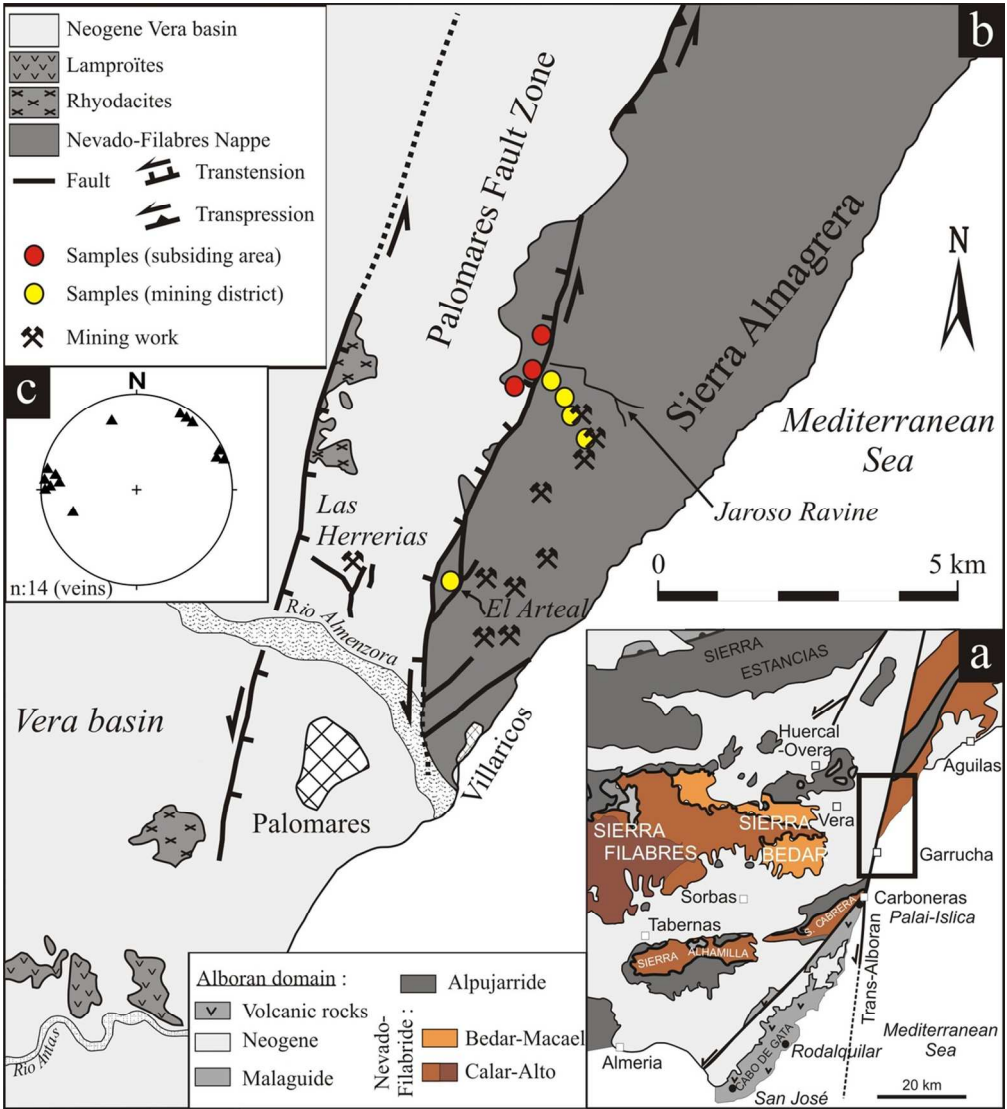 Neogene Vera basin
Lamproïtes
Rhyodacites
Nevado-Filabres Nappe
Fault
Transtension
Transpression
Samples (subsiding area)
Samples (mining district)
Mining work
b
Palomares Fault Zone
Sierra Almagrera
N
Mediterranean
Sea
Jaroso Ravine
0
5 km
c
N
n:14 (veins)
Las
Herrerias
El Arteal
Rio Almenzora
Vera basin
Palomares
Villaricos
Rio Antas
Alboran domain :
Volcanic rocks
Neogene
Malaguide
Alpujarride
Nevado-
Filabride :
Bedar-Macael
Calar-Alto
a
SIERRA
ESTANCIAS
Huercal
-Overa
Aguilas
Vera
SIERRA
FILABRES
SIERRA
BEDAR
Garrucha
Sorbas
Carboneras
Palai-Islica
S. CABRERA
Tabernas
SIERRA
ALHAMILLA
Trans-Alboran
Mediterranean
Sea
Almeria
CABO DE GATA
Rodalquilar
San José
20 km